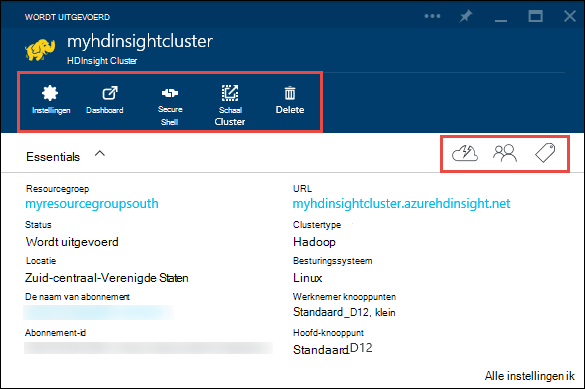 WORDT UITGEVOERD
myhdinsightcluster
HDInsight Cluster
Instellingen
Dashboard
Secure Shell
Schaal Cluster
Delete
Essentials
Resourcegroep
myresourcegroupsouth
Status
Wordt uitgevoerd
Locatie
Zuid-centraal-Verenigde Staten
De naam van abonnement
Abonnement-id
URL
myhdinsightcluster.azurehdinsight.net
Clustertype
Hadoop
Besturingssysteem
Linux
Werknemer knooppunten
Standaard_D12, klein
Hoofd-knooppunt
Standaard_D12
Alle instellingen ik